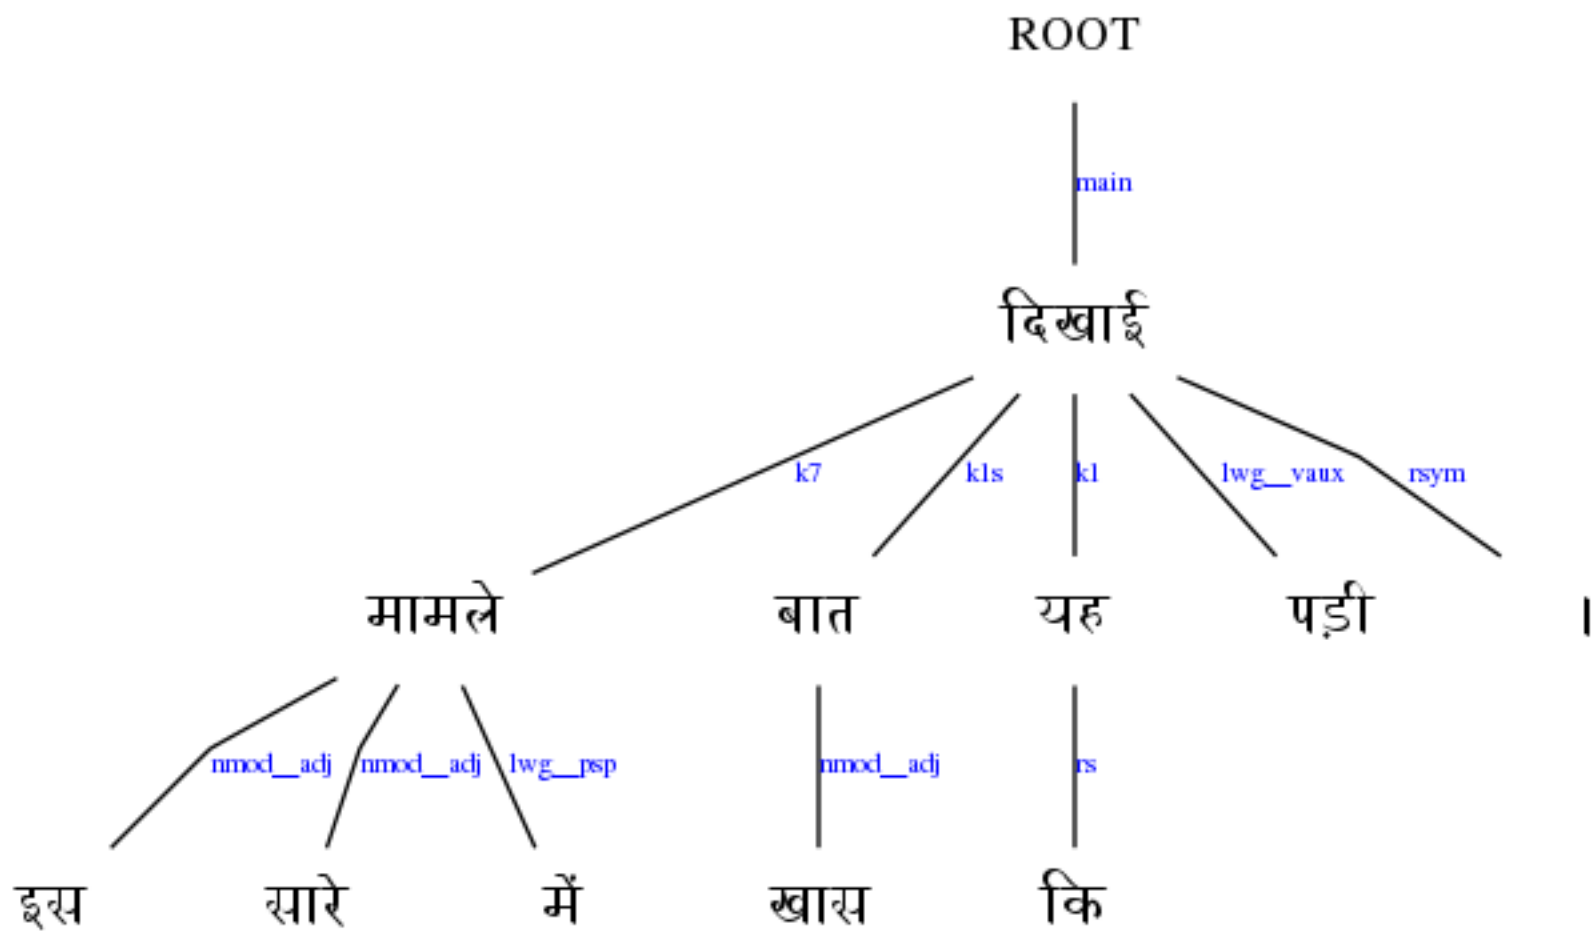 ROOT
main
दिखाई
k7 k1s k1 lwg__vaux rsym
मामले बात यह पड़ी ।
nmod__adj nmod__adj lwg__psp nmod__adj rs
इस सारे में खास कि